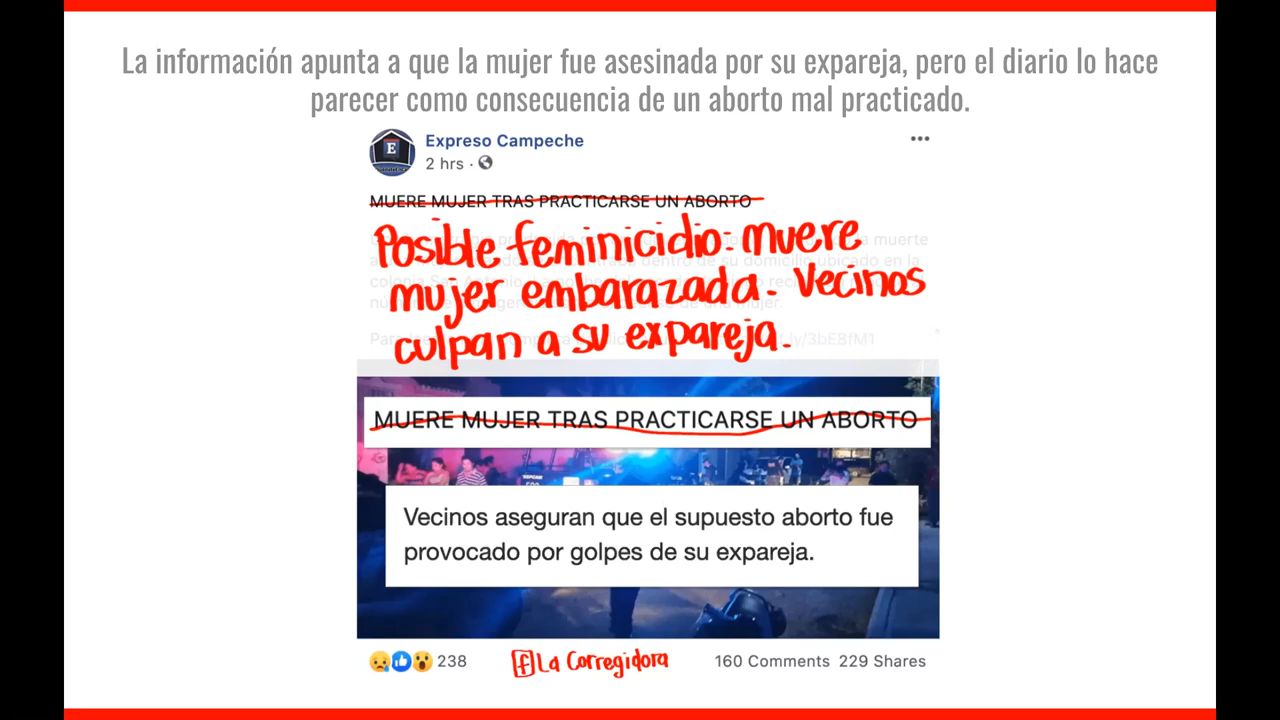 La información apunta a que la mujer fue asesinada por su expareja, pero el diario lo hace
parecer como consecuencia de un aborto mal practicado.
Expreso Campeche
2 hrs ·
MUERE MUJER TRAS PRACTICARSE UN ABORTO
Posible feminicidio: muere
mujer embarazada. Vecinos
culpan a su expareja.
MUERE MUJER TRAS PRACTICARSE UN ABORTO
Vecinos aseguran que el supuesto aborto fue
provocado por golpes de su expareja.
238
La Corregidora
160 Comments 229 Shares